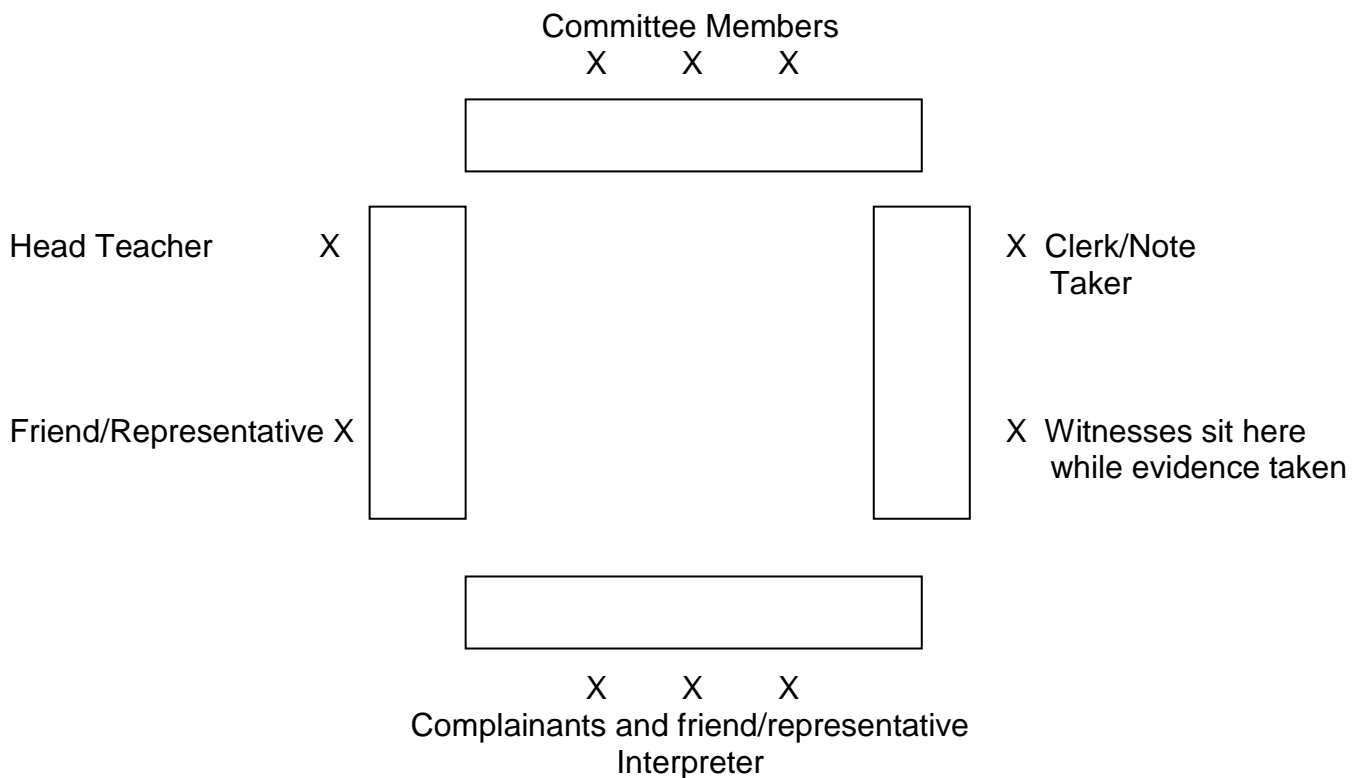 Committee Members
X X X
Head Teacher X
X Clerk/Note
Taker
Friend/Representative X
X Witnesses sit here
while evidence taken
X X X
Complainants and friend/representative
Interpreter